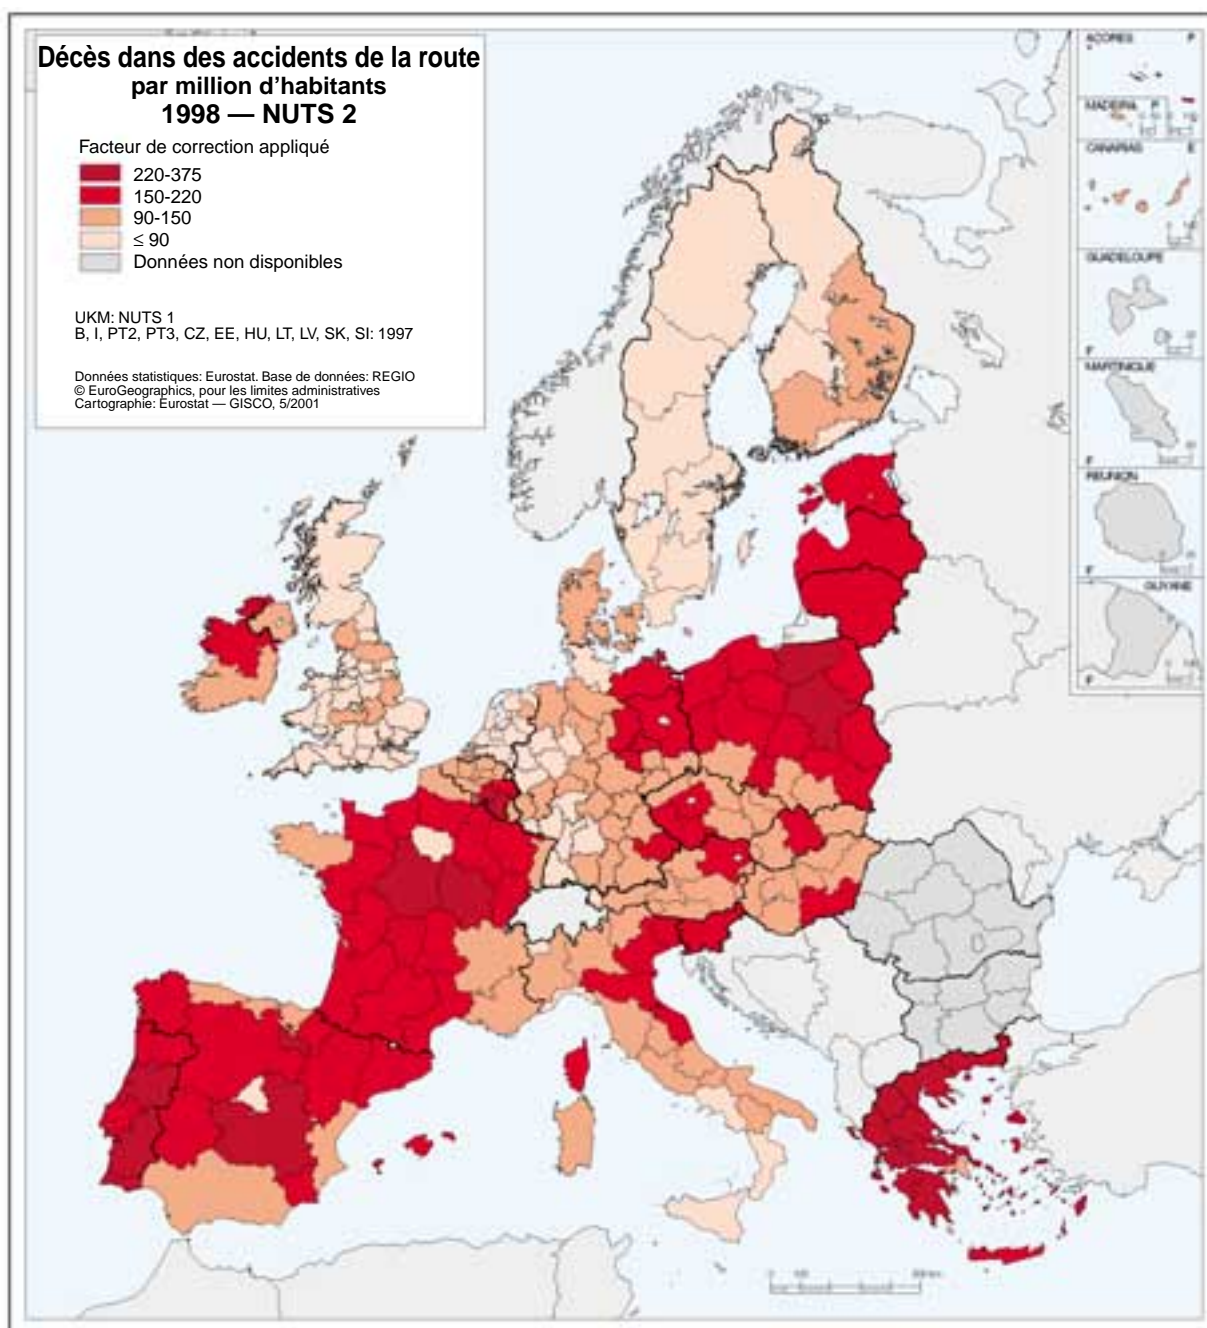 Décès dans des accidents de la route
par million d’habitants
1998 — NUTS 2
Facteur de correction appliqué
220-375
150-220
90-150
≤ 90
Données non disponibles
UKM: NUTS 1
B, I, PT2, PT3, CZ, EE, HU, LT, LV, SK, SI: 1997
Données statistiques: Eurostat. Base de données: REGIO
© EuroGeographics, pour les limites administratives
Cartographie: Eurostat — GISCO, 5/2001
AÇORES P
MADEIRA P
CANARIAS E
GUADELOUPE
F
MARTINIQUE
F
REUNION
F
GUYANE
F